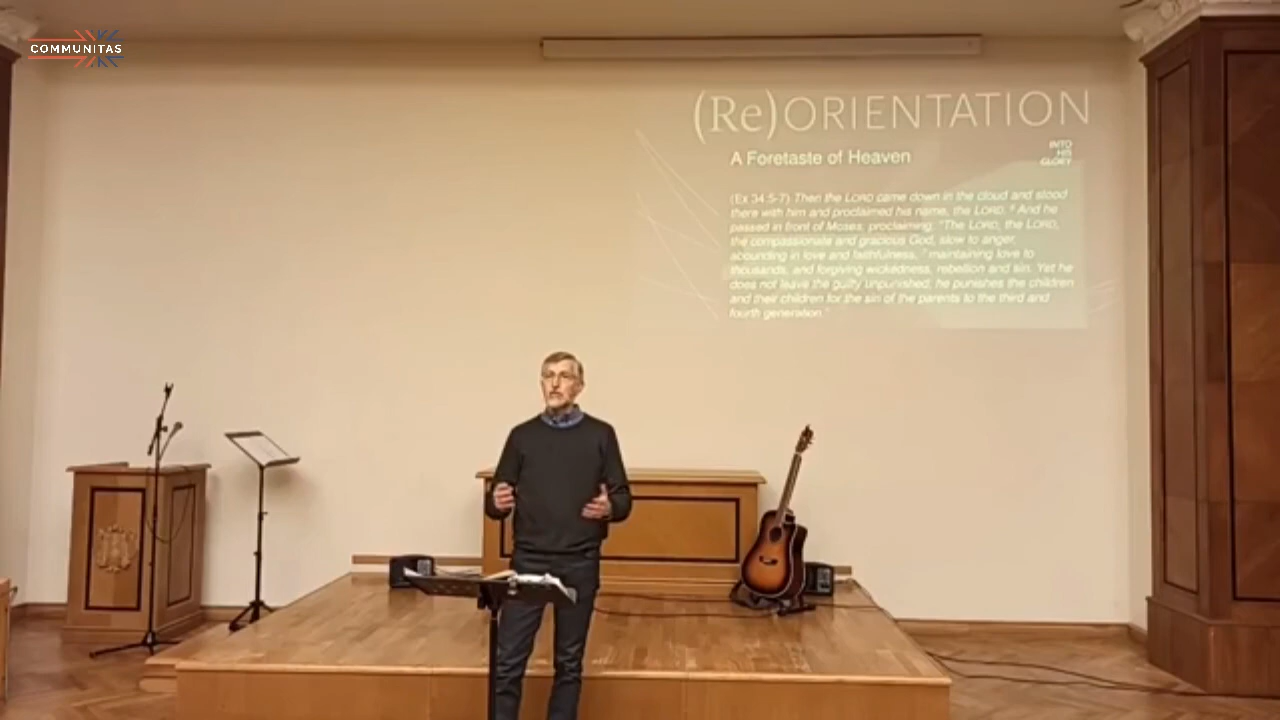 COMMUNITAS
(Re)ORIENTATION
A Foretaste of Heaven
INTO
HIS
GLORY
(Ex 34:5-7) Then the LORD came down in the cloud and stood
there with him and proclaimed his name, the LORD. 6 And he
passed in front of Moses, proclaiming, "The LORD, the LORD,
the compassionate and gracious God, slow to anger,
abounding in love and faithfulness, 7 maintaining love to
thousands, and forgiving wickedness, rebellion and sin. Yet he
does not leave the guilty unpunished; he punishes the children
and their children for the sin of the parents to the third and
fourth generation."